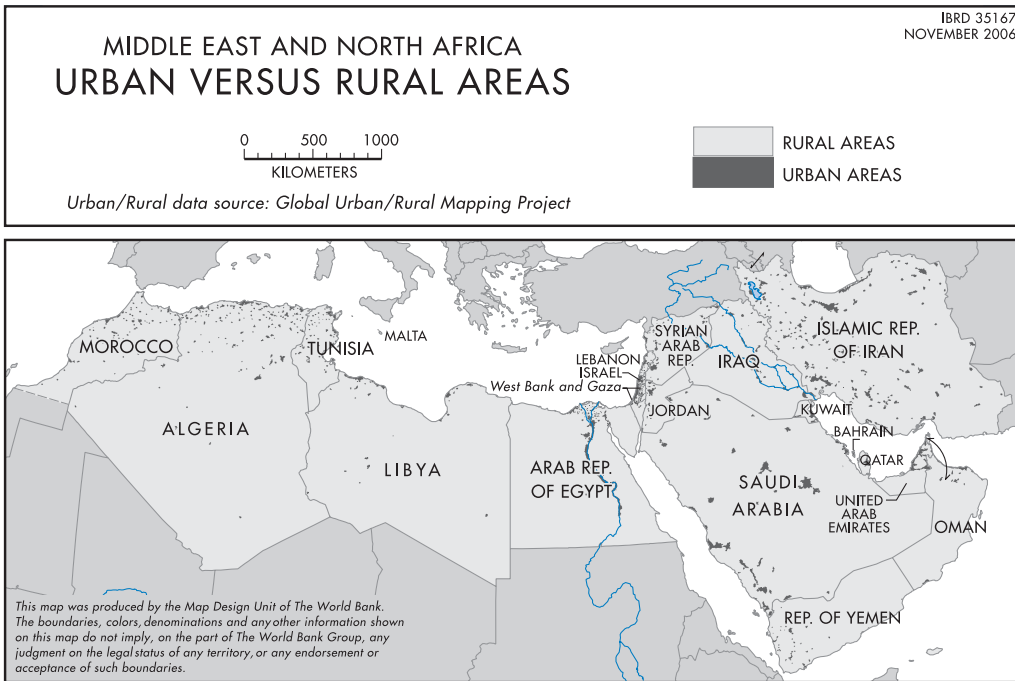 IBRD 35167
NOVEMBER 2006
MIDDLE EAST AND NORTH AFRICA
URBAN VERSUS RURAL AREAS
0 500 1000
KILOMETERS
Urban/Rural data source: Global Urban/Rural Mapping Project
RURAL AREAS
URBAN AREAS
MOROCCO
TUNISIA
MALTA
ALGERIA
LIBYA
ARAB REP.
OF EGYPT
LEBANON
ISRAEL
West Bank and Gaza
SYRIAN
ARAB
REP.
IRAQ
JORDAN
ISLAMIC REP.
OF IRAN
KUWAIT
BAHRAIN
QATAR
SAUDI
ARABIA
UNITED
ARAB
EMIRATES
OMAN
REP. OF YEMEN
This map was produced by the Map Design Unit of The World Bank.
The boundaries, colors, denominations and any other information shown
on this map do not imply, on the part of The World Bank Group, any
judgment on the legal status of any territory, or any endorsement or
acceptance of such boundaries.